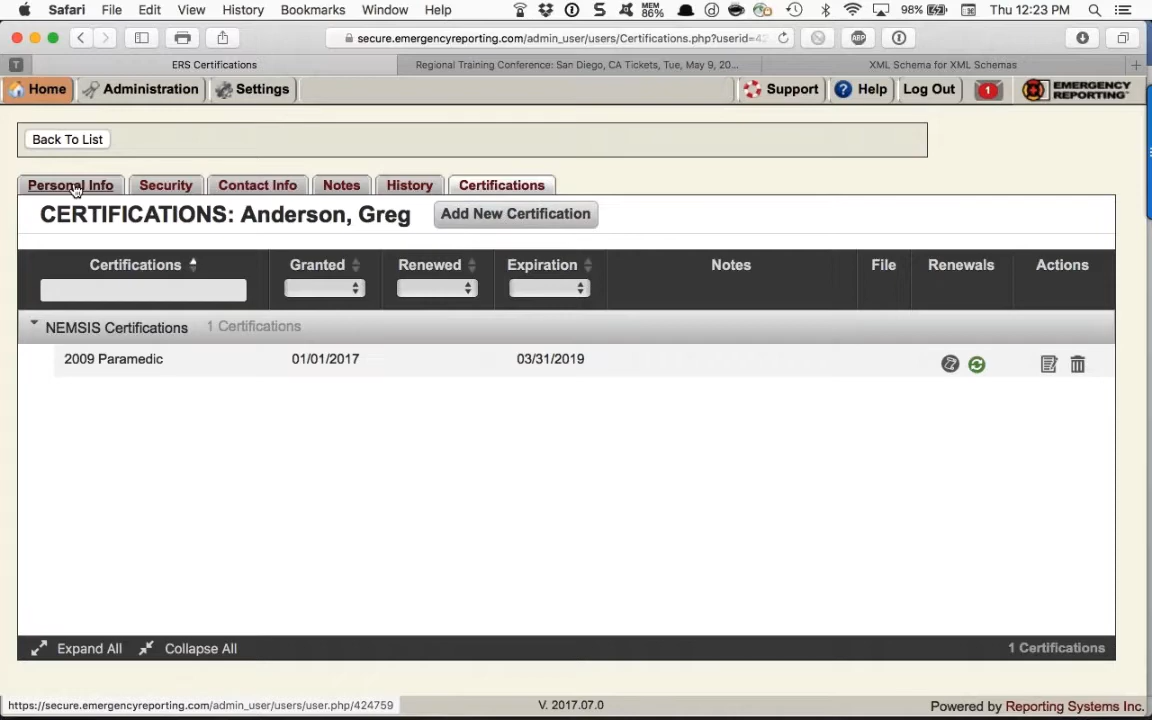 Safari File Edit View History Bookmarks Window Help MEM 86% 98% Thu 12:23 PM
secure.emergencyreporting.com/admin_user/users/Certifications.php?userid=42
ERS Certifications Regional Training Conference: San Diego, CA Tickets, Tue, May 9, 20... XML Schema for XML Schemas
Home Administration Settings Support Help Log Out 1 EMERGENCY REPORTING
Back To List
Personal Info Security Contact Info Notes History Certifications
CERTIFICATIONS: Anderson, Greg Add New Certification
Certifications Granted Renewed Expiration Notes File Renewals Actions
NEMSIS Certifications 1 Certifications
2009 Paramedic 01/01/2017 03/31/2019
Expand All Collapse All 1 Certifications
https://secure.emergencyreporting.com/admin_user/users/user.php/424759 V. 2017.07.0 Powered by Reporting Systems Inc.